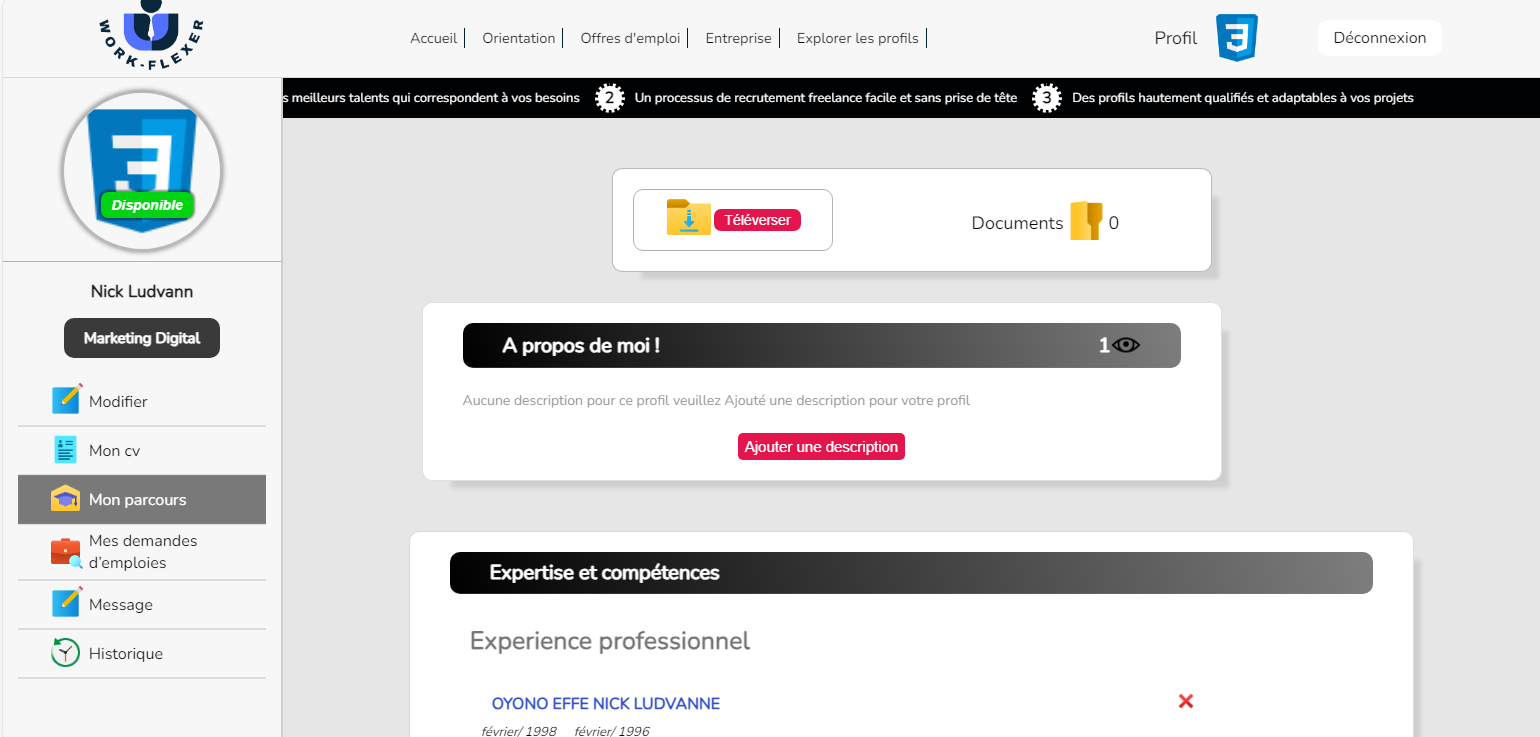 WORK-FLEXER
Accueil
Orientation
Offres d'emploi
Entreprise
Explorer les profils
Profil
Déconnexion
s meilleurs talents qui correspondent à vos besoins
2
Un processus de recrutement freelance facile et sans prise de tête
3
Des profils hautement qualifiés et adaptables à vos projets
Disponible
Nick Ludvann
Marketing Digital
Modifier
Mon cv
Mon parcours
Mes demandes
d'emploies
Message
Historique
Téléverser
Documents
0
A propos de moi !
1
Aucune description pour ce profil veuillez Ajouté une description pour votre profil
Ajouter une description
Expertise et compétences
Experience professionnel
OYONO EFFE NICK LUDVANNE
février/ 1998 février/ 1996